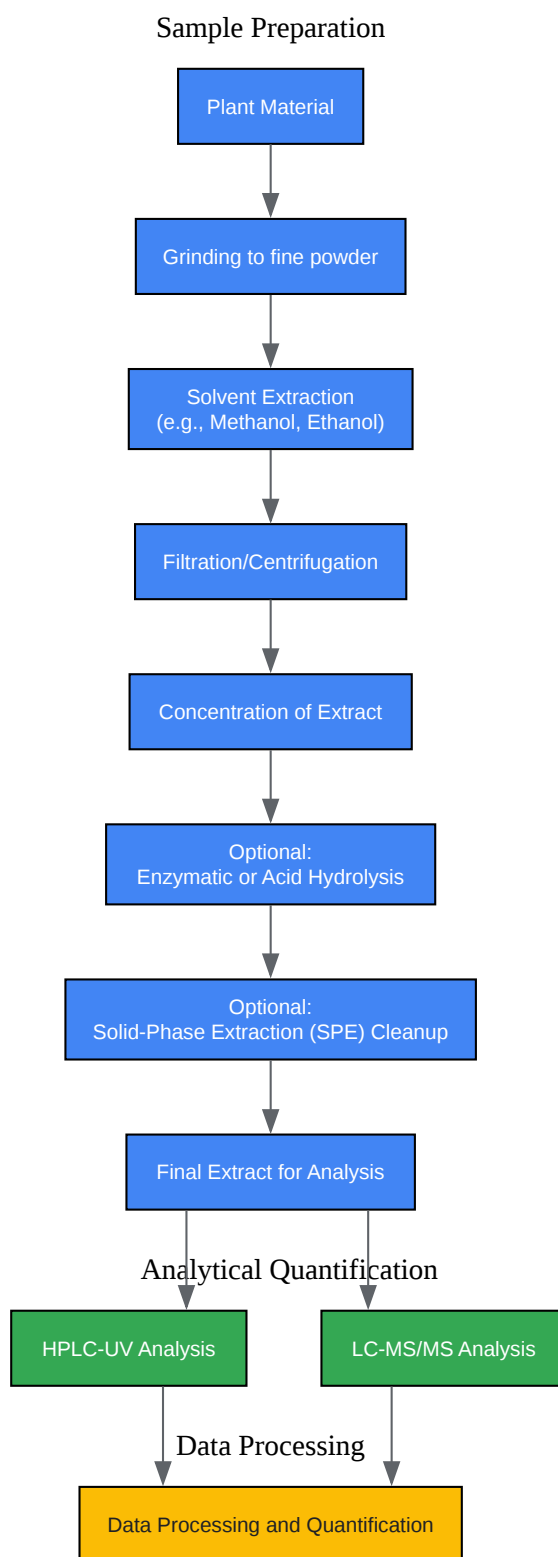 Sample Preparation
Plant Material
Grinding to fine powder
Solvent Extraction
(e.g., Methanol, Ethanol)
Filtration/Centrifugation
Concentration of Extract
Optional:
Enzymatic or Acid Hydrolysis
Optional:
Solid-Phase Extraction (SPE) Cleanup
Final Extract for Analysis
Analytical Quantification
HPLC-UV Analysis
LC-MS/MS Analysis
Data Processing
Data Processing and Quantification